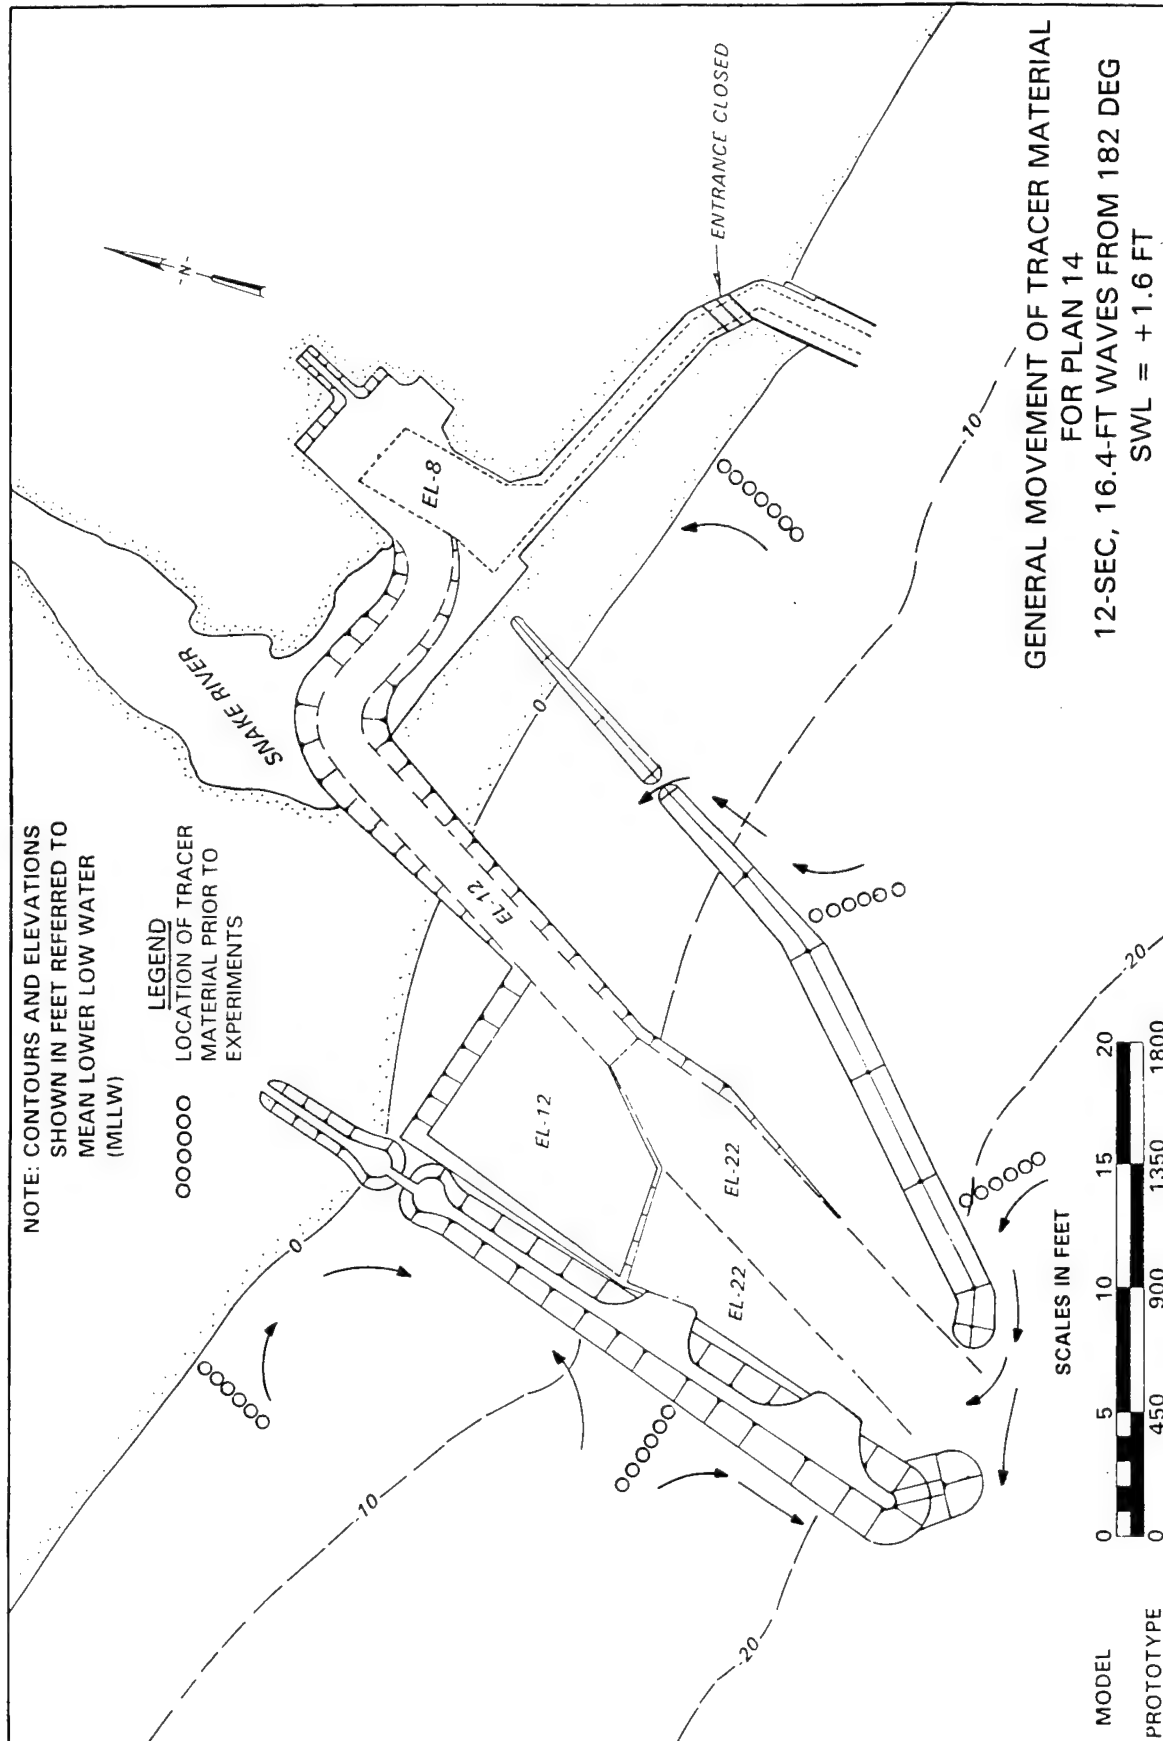 NOTE: CONTOURS AND ELEVATIONS
SHOWN IN FEET REFERRED TO
MEAN LOWER LOW WATER
(MLLW)
LEGEND
LOCATION OF TRACER
MATERIAL PRIOR TO
EXPERIMENTS
SNAKE RIVER
-N-
EL-8
ENTRANCE CLOSED
EL-12
EL-12
EL-22
EL-22
0
0
-10
-10
-20
-20
SCALES IN FEET
MODEL
0 5 10 15 20
PROTOTYPE
0 450 900 1350 1800
GENERAL MOVEMENT OF TRACER MATERIAL
FOR PLAN 14
12-SEC, 16.4-FT WAVES FROM 182 DEG
SWL = +1.6 FT